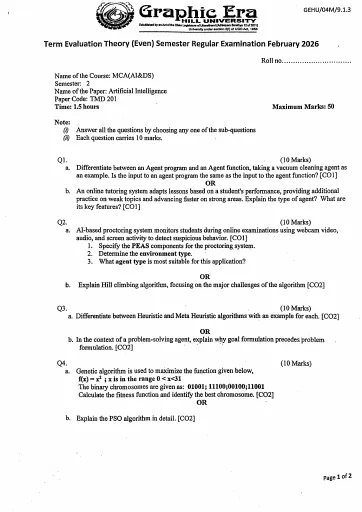 GEHU/04M/9.1.3
Graphic Era
HILL UNIVERSITY
Term Evaluation Theory (Even) Semester Regular Examination February 2026
Roll no..............................
Name of the Course: MCA(AI&DS)
Semester: 2
Name of the Paper: Artificial Intelligence
Paper Code: TMD 201
Time: 1.5 hours Maximum Marks: 50
Note:
(i) Answer all the questions by choosing any one of the sub-questions
(ii) Each question carries 10 marks.
Q1. (10 Marks)
a. Differentiate between an Agent program and an Agent function, taking a vacuum cleaning agent as
an example. Is the input to an agent program the same as the input to the agent function? [CO1]
OR
b. An online tutoring system adapts lessons based on a student's performance, providing additional
practice on weak topics and advancing faster on strong areas. Explain the type of agent? What are
its key features? [CO1]
Q2. (10 Marks)
a. AI-based proctoring system monitors students during online examinations using webcam video,
audio, and screen activity to detect suspicious behavior. [CO1]
1. Specify the PEAS components for the proctoring system.
2. Determine the environment type.
3. What agent type is most suitable for this application?
OR
b. Explain Hill climbing algorithm, focusing on the major challenges of the algorithm [CO2]
Q3. (10 Marks)
a. Differentiate between Heuristic and Meta Heuristic algorithms with an example for each. [CO2]
OR
b. In the context of a problem-solving agent, explain why goal formulation precedes problem
formulation. [CO2]
Q4. (10 Marks)
a. Genetic algorithm is used to maximize the function given below,
f(x) = x² ; x is in the range 0 < x<31
The binary chromosomes are given as: 01001; 11100;00100;11001
Calculate the fitness function and identify the best chromosome. [CO2]
OR
b. Explain the PSO algorithm in detail. [CO2]
Page 1 of 2